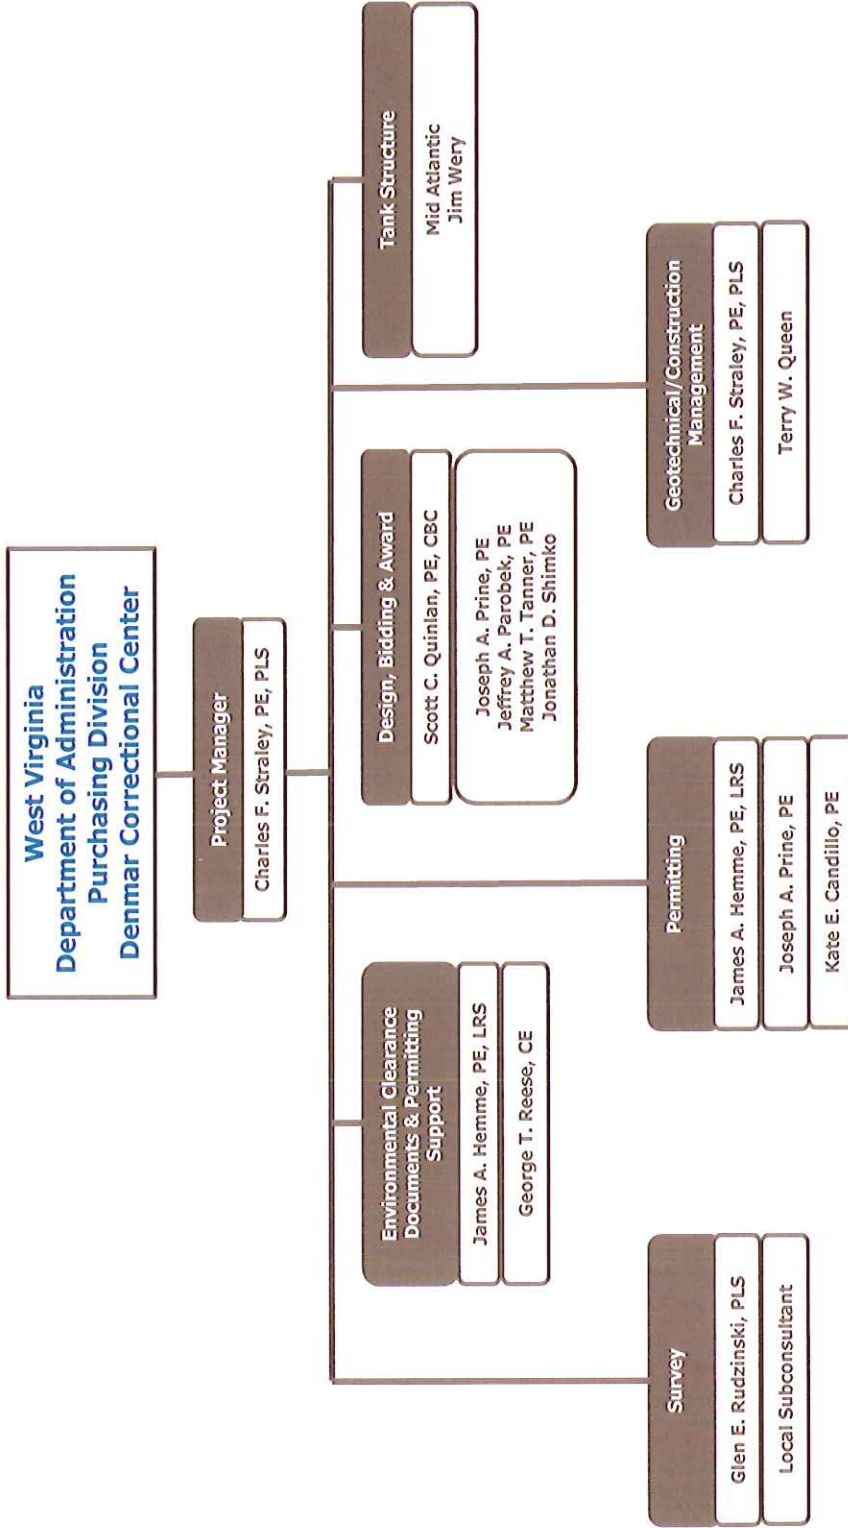 West Virginia
Department of Administration
Purchasing Division
Denmar Correctional Center
Project Manager
Charles F. Straley, PE, PLS
Environmental Clearance
Documents & Permitting
Support
James A. Hemme, PE, LRS
George T. Reese, CE
Design, Bidding & Award
Scott C. Quinlan, PE, CBC
Joseph A. Prine, PE
Jeffrey A. Parobek, PE
Matthew T. Tanner, PE
Jonathan D. Shimko
Tank Structure
Mid Atlantic
Jim Wery
Survey
Glen E. Rudzinski, PLS
Local Subconsultant
Permitting
James A. Hemme, PE, LRS
Joseph A. Prine, PE
Kate E. Candillo, PE
Geotechnical/Construction
Management
Charles F. Straley, PE, PLS
Terry W. Queen